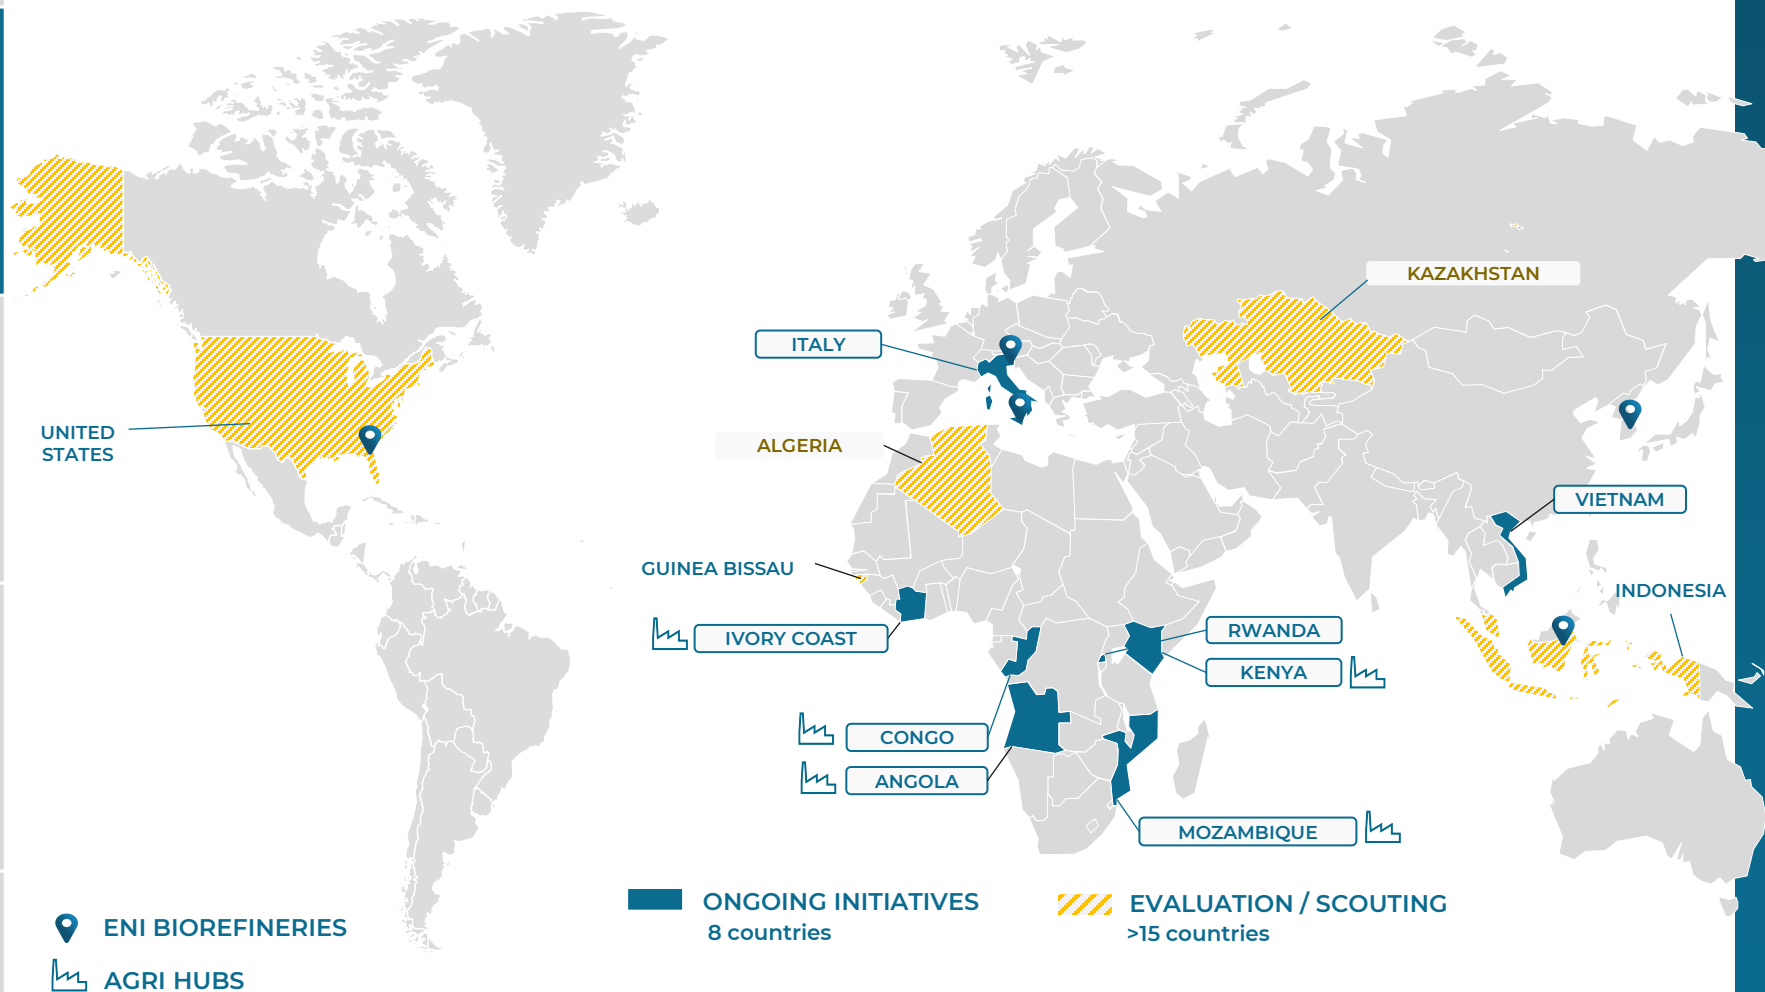 KAZAKHSTAN
ITALY
UNITED
STATES
ALGERIA
VIETNAM
GUINEA BISSAU
INDONESIA
IVORY COAST
RWANDA
KENYA
CONGO
ANGOLA
MOZAMBIQUE
ONGOING INITIATIVES
8 countries
EVALUATION / SCOUTING
>15 countries
ENI BIOREFINERIES
AGRI HUBS